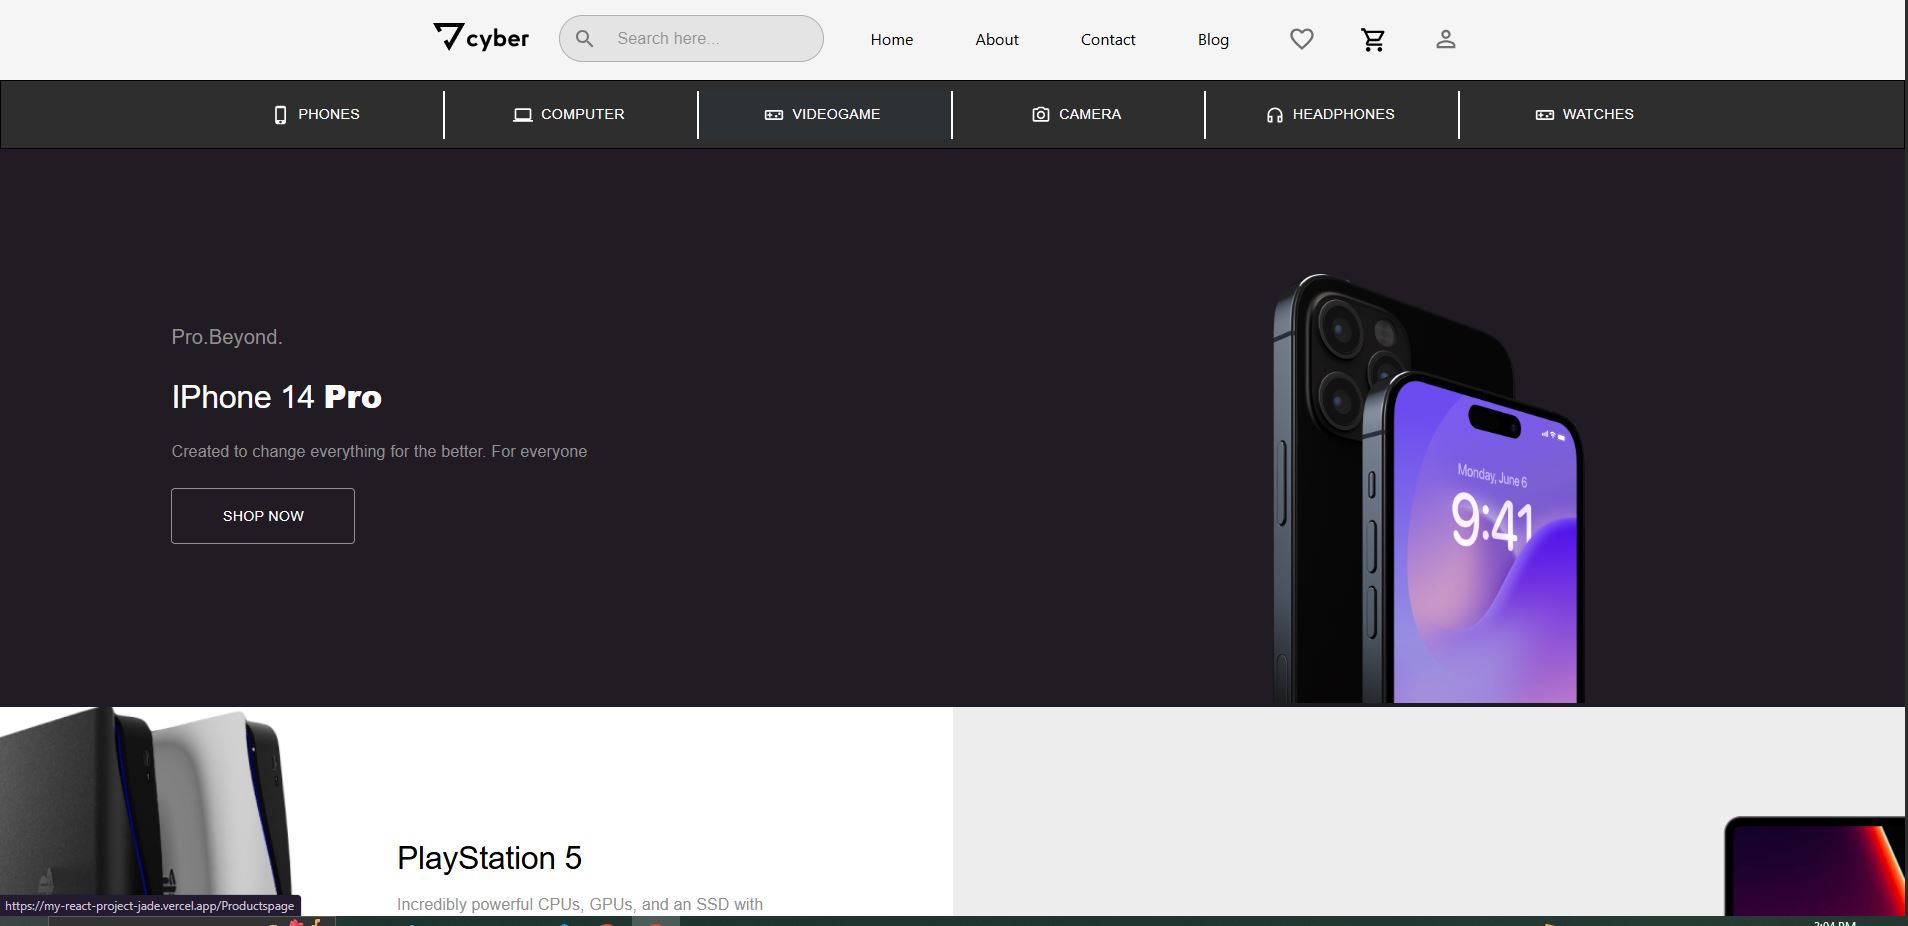 cyber
Search here...
Home
About
Contact
Blog
PHONES
COMPUTER
VIDEOGAME
CAMERA
HEADPHONES
WATCHES
Pro.Beyond.
IPhone 14 Pro
Created to change everything for the better. For everyone
SHOP NOW
Monday, June 6
9:41
PlayStation 5
Incredibly powerful CPUs, GPUs, and an SSD with
https://my-react-project-jade.vercel.app/Productspage